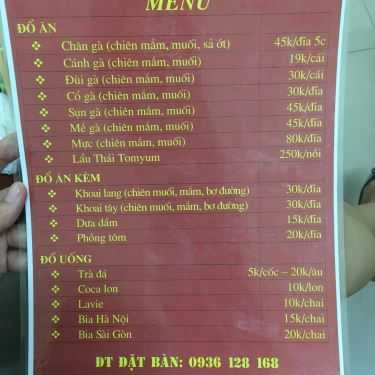 MENU
ĐỒ ĂN
Chân gà (chiên mắm, muối, sả ớt) 45k/đĩa 5c
Cánh gà (chiên mắm, muối) 19k/cái
Đùi gà (chiên mắm, muối) 30k/cái
Cổ gà (chiên mắm, muối) 30k/đĩa
Sụn gà (chiên mắm, muối) 45k/đĩa
Mề gà (chiên mắm, muối) 45k/đĩa
Mực (chiên mắm, muối) 80k/đĩa
Lẩu Thái Tomyum 250k/nồi
ĐỒ ĂN KÈM
Khoai lang (chiên muối, mắm, bơ đường) 30k/đĩa
Khoai tây (chiên muối, mắm, bơ đường) 30k/đĩa
Dưa dầm 15k/đĩa
Phồng tôm 20k/đĩa
ĐỒ UỐNG
Trà đá 5k/cốc – 20k/âu
Coca lon 10k/lon
Lavie 10k/chai
Bia Hà Nội 15k/chai
Bia Sài Gòn 20k/chai
ĐT ĐẶT BÀN: 0936 128 168